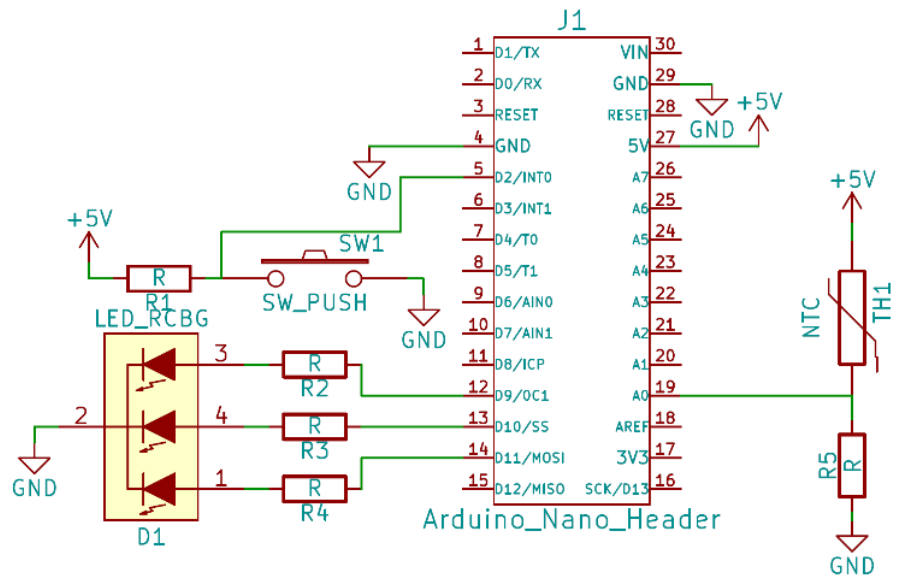 J1
1 D1/TX VIN 30
2 D0/RX GND 29
3 RESET RESET 28
4 GND 5V 27
5 D2/INT0 A7 26
6 D3/INT1 A6 25
7 D4/T0 A5 24
8 D5/T1 A4 23
9 D6/AIN0 A3 22
10 D7/AIN1 A2 21
11 D8/ICP A1 20
12 D9/OC1 A0 19
13 D10/SS AREF 18
14 D11/MOSI 3V3 17
15 D12/MISO SCK/D13 16
Arduino_Nano_Header
GND
+5V
GND
+5V
R
R1
SW1
SW_PUSH
GND
LED_RCBG
3
2 4
1
D1
GND
R
R2
R
R3
R
R4
+5V
NTC
TH1
R5
R
GND